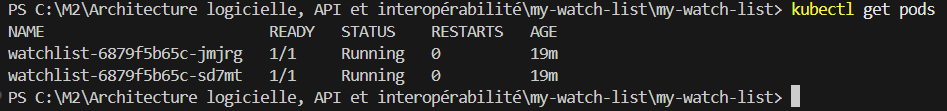 PS C:\M2\Architecture logicielle, API et interopérabilité\my-watch-list\my-watch-list> kubectl get pods
NAME READY STATUS RESTARTS AGE
watchlist-6879f5b65c-jmjrg 1/1 Running 0 19m
watchlist-6879f5b65c-sd7mt 1/1 Running 0 19m
PS C:\M2\Architecture logicielle, API et interopérabilité\my-watch-list\my-watch-list>